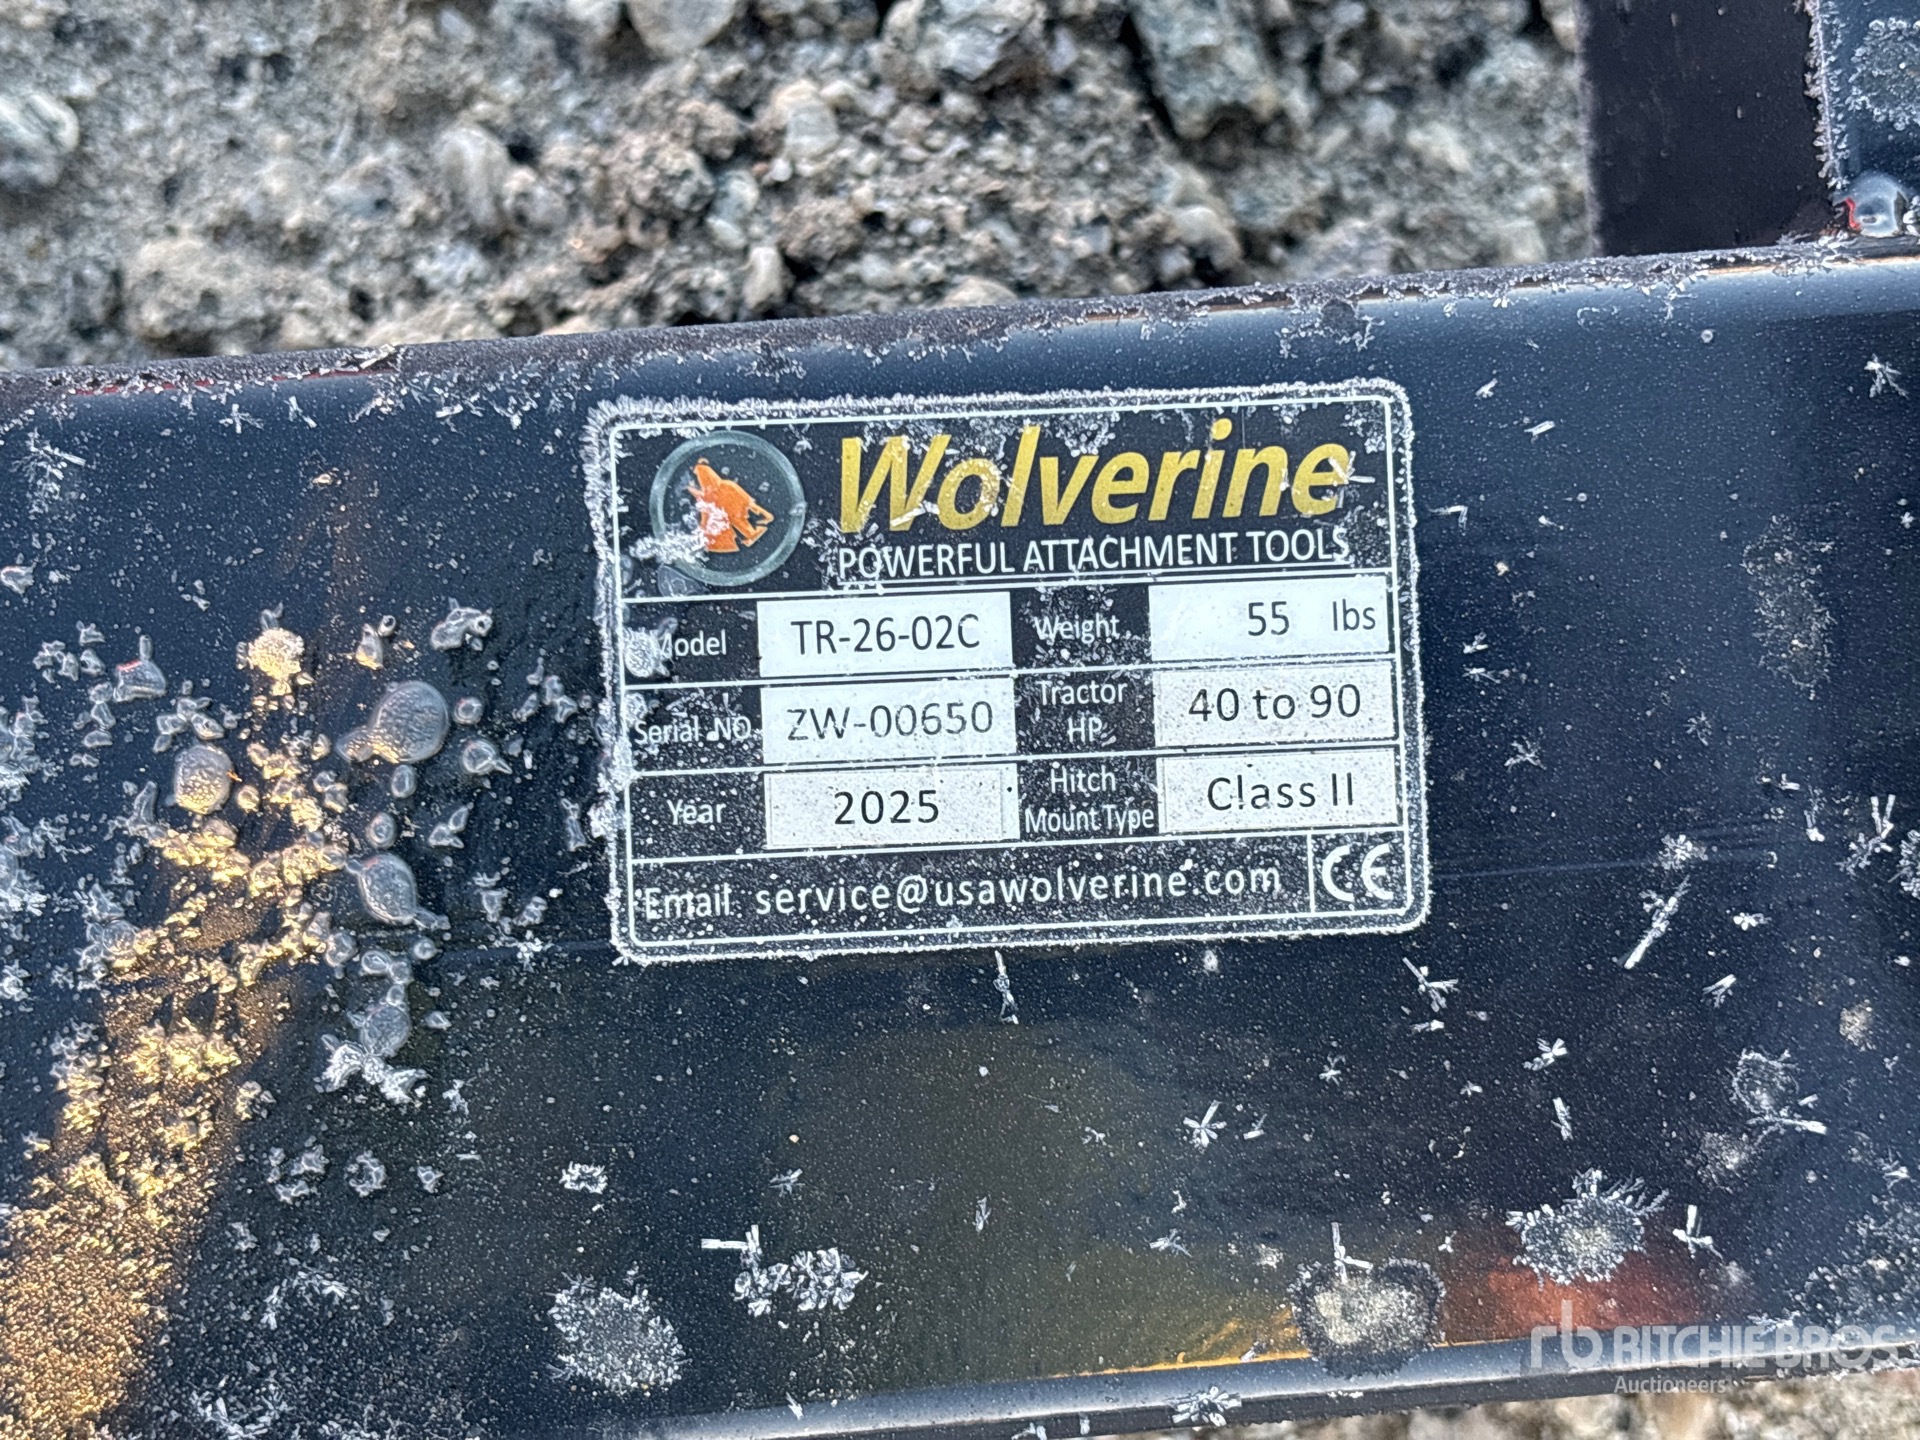 Wolverine
POWERFUL ATTACHMENT TOOLS
Model TR-26-02C Weight 55 lbs
Serial NO. ZW-00650 Tractor HP 40 to 90
Year 2025 Hitch Mount Type Class II
Email: service@usawolverine.com CE
rb RITCHIE BROS
Auctioneers